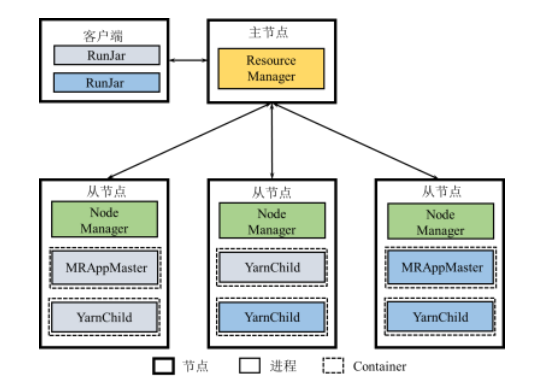 客户端
RunJar
RunJar
主节点
Resource
Manager
从节点
Node
Manager
MRAppMaster
YarnChild
从节点
Node
Manager
YarnChild
YarnChild
从节点
Node
Manager
MRAppMaster
YarnChild
节点 进程 Container